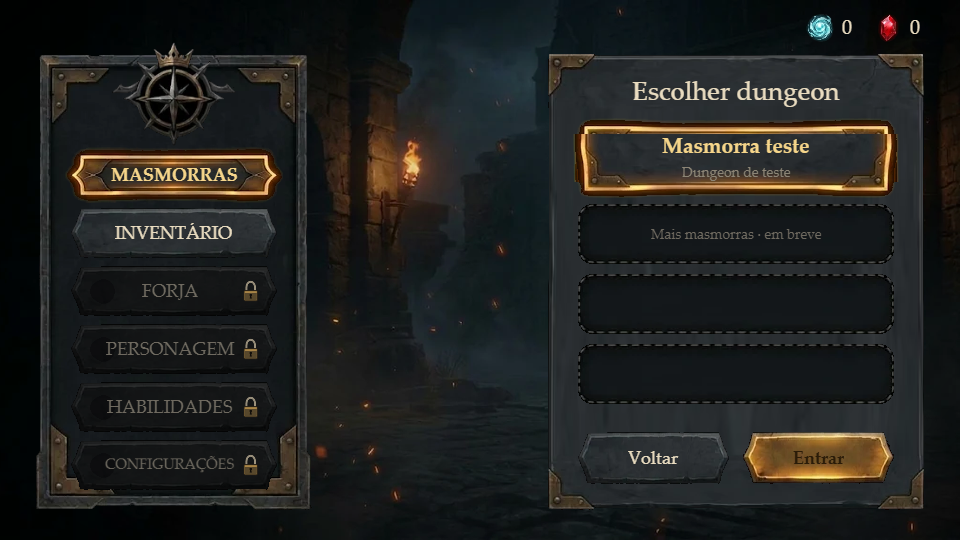 0
0
MASMORRAS
INVENTÁRIO
FORJA
PERSONAGEM
HABILIDADES
CONFIGURAÇÕES
Escolher dungeon
Masmorra teste
Dungeon de teste
Mais masmorras · em breve
Voltar
Entrar